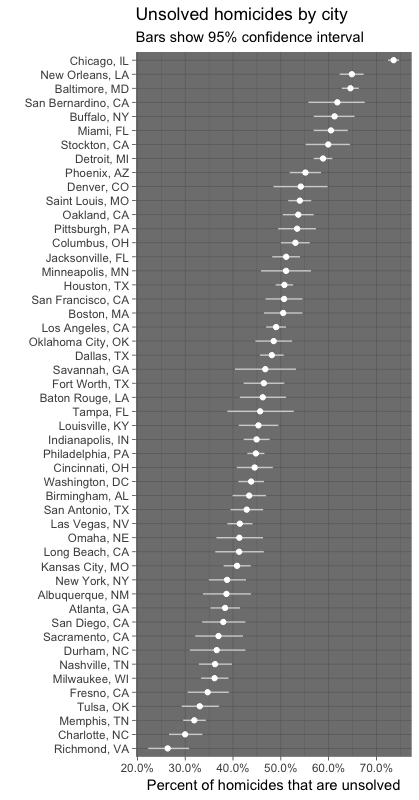 Unsolved homicides by city
Bars show 95% confidence interval
Chicago, IL
New Orleans, LA
Baltimore, MD
San Bernardino, CA
Buffalo, NY
Miami, FL
Stockton, CA
Detroit, MI
Phoenix, AZ
Denver, CO
Saint Louis, MO
Oakland, CA
Pittsburgh, PA
Columbus, OH
Jacksonville, FL
Minneapolis, MN
Houston, TX
San Francisco, CA
Boston, MA
Los Angeles, CA
Oklahoma City, OK
Dallas, TX
Savannah, GA
Fort Worth, TX
Baton Rouge, LA
Tampa, FL
Louisville, KY
Indianapolis, IN
Philadelphia, PA
Cincinnati, OH
Washington, DC
Birmingham, AL
San Antonio, TX
Las Vegas, NV
Omaha, NE
Long Beach, CA
Kansas City, MO
New York, NY
Albuquerque, NM
Atlanta, GA
San Diego, CA
Sacramento, CA
Durham, NC
Nashville, TN
Milwaukee, WI
Fresno, CA
Tulsa, OK
Memphis, TN
Charlotte, NC
Richmond, VA
20.0% 30.0% 40.0% 50.0% 60.0% 70.0%
Percent of homicides that are unsolved